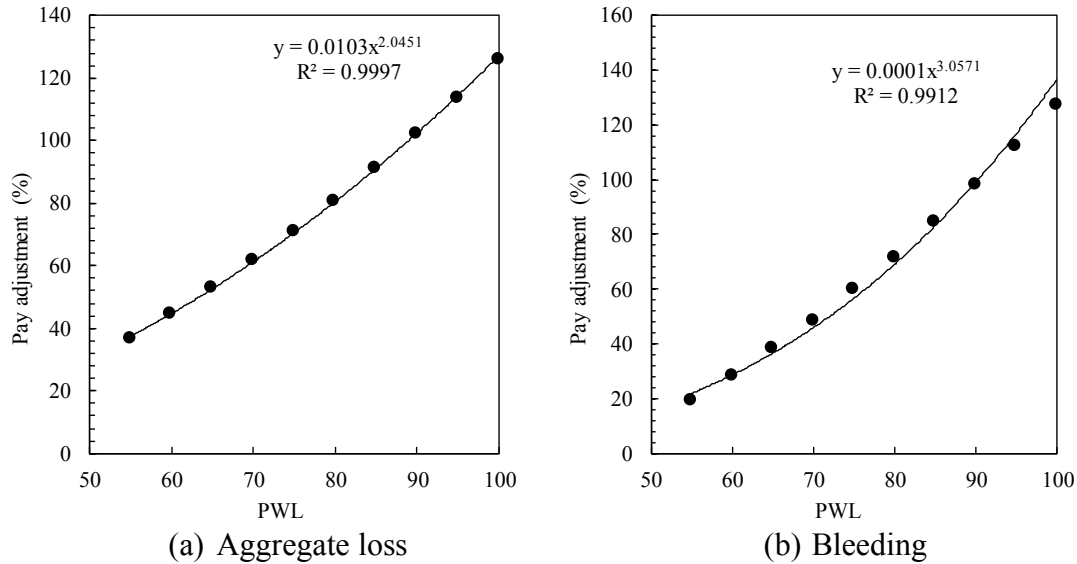 140
120
100
80
60
40
20
0
Pay adjustment (%)
y = 0.0103x^2.0451
R² = 0.9997
50 60 70 80 90 100
PWL
(a) Aggregate loss
160
140
120
100
80
60
40
20
0
Pay adjustment (%)
y = 0.0001x^3.0571
R² = 0.9912
50 60 70 80 90 100
PWL
(b) Bleeding